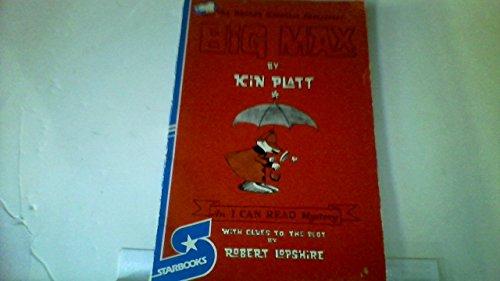 BIG MAX
BY
KIN PLATT
An I CAN READ Mystery
WITH CLUES TO THE PLOT
BY
ROBERT LOPSHIRE
STARBOOKS